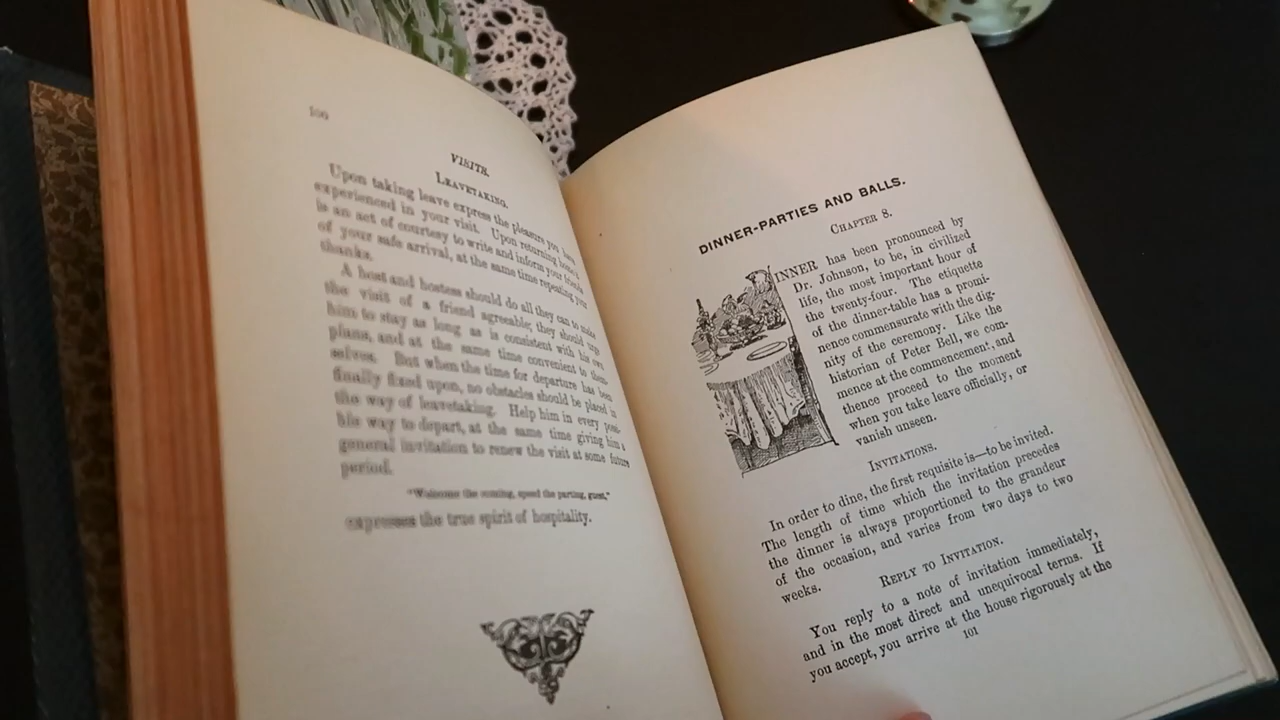 100
VISITS.
LEAVETAKING.
Upon taking leave express the pleasure you have
experienced in your visit. Upon returning home it
is an act of courtesy to write and inform your friends
of your safe arrival, at the same time repeating your
thanks.
A host and hostess should do all they can to make
the visit of a friend agreeable; they should urge
him to stay as long as is consistent with his own
plans, and at the same time convenient to them-
selves. But when the time for departure has been
finally fixed upon, no obstacles should be placed in
the way of leavetaking. Help him in every possi-
ble way to depart, at the same time giving him a
general invitation to renew the visit at some future
period.
"Welcome the coming, speed the parting, guest,"
expresses the true spirit of hospitality.
DINNER-PARTIES AND BALLS.
CHAPTER 8.
INNER has been pronounced by
Dr. Johnson, to be, in civilized
life, the most important hour of
the twenty-four. The etiquette
of the dinner-table has a promi-
nence commensurate with the dig-
nity of the ceremony. Like the
historian of Peter Bell, we com-
mence at the commencement, and
thence proceed to the moment
when you take leave officially, or
vanish unseen.
INVITATIONS.
In order to dine, the first requisite is—to be invited.
The length of time which the invitation precedes
the dinner is always proportioned to the grandeur
of the occasion, and varies from two days to two
weeks.
REPLY TO INVITATION.
You reply to a note of invitation immediately,
and in the most direct and unequivocal terms. If
you accept, you arrive at the house rigorously at the
101